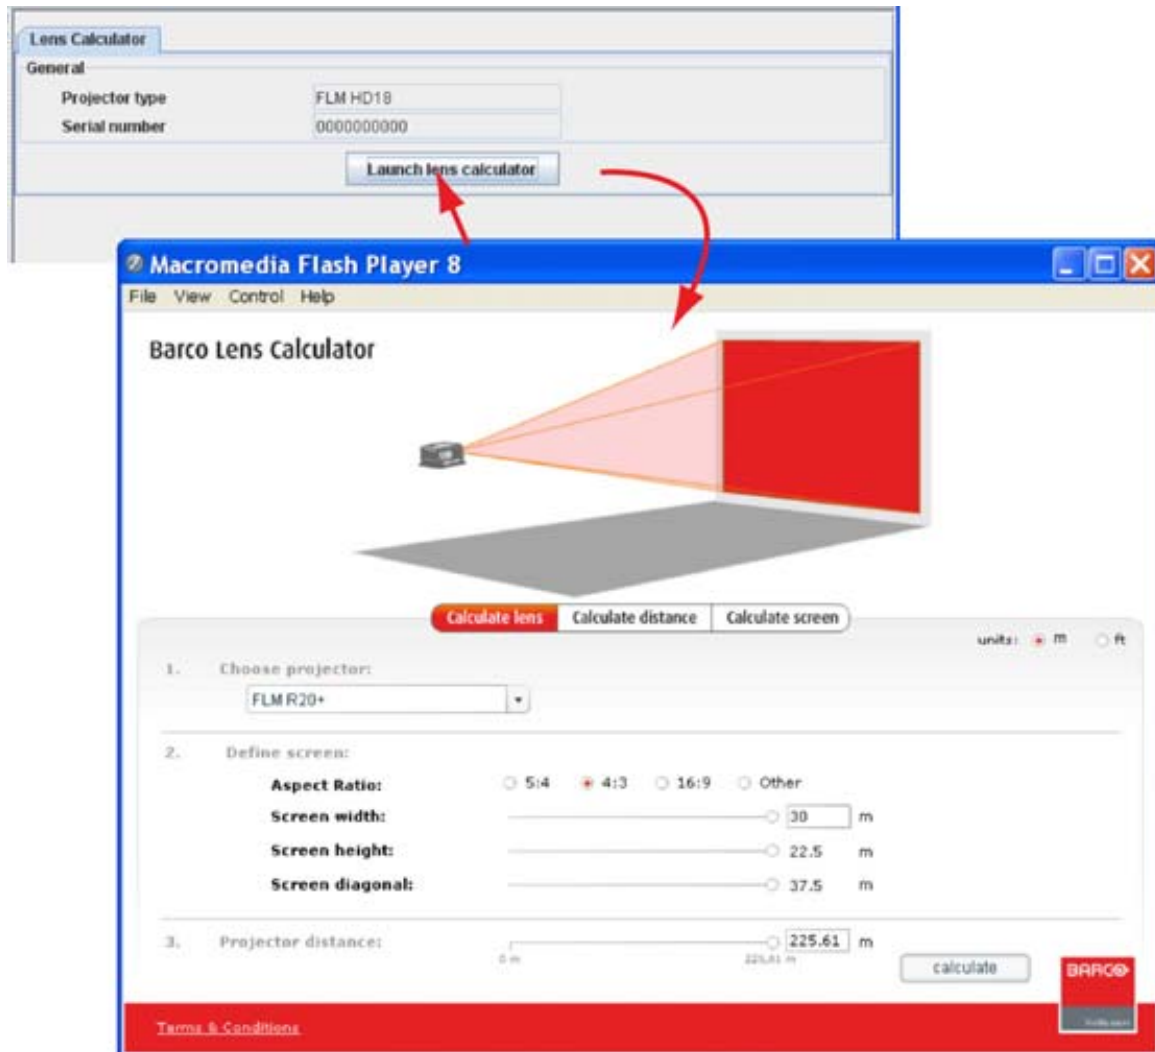 Lens Calculator
General
Projector type FLM HD18
Serial number 0000000000
Launch lens calculator
Macromedia Flash Player 8
File View Control Help
Barco Lens Calculator
Calculate lens Calculate distance Calculate screen
units: m ft
1. Choose projector:
FLM R20+
2. Define screen:
Aspect Ratio: 5:4 4:3 16:9 Other
Screen width: 30 m
Screen height: 22.5 m
Screen diagonal: 37.5 m
3. Projector distance: 225.61 m
0 m 225.61 m
calculate
BARCO
Terms & Conditions